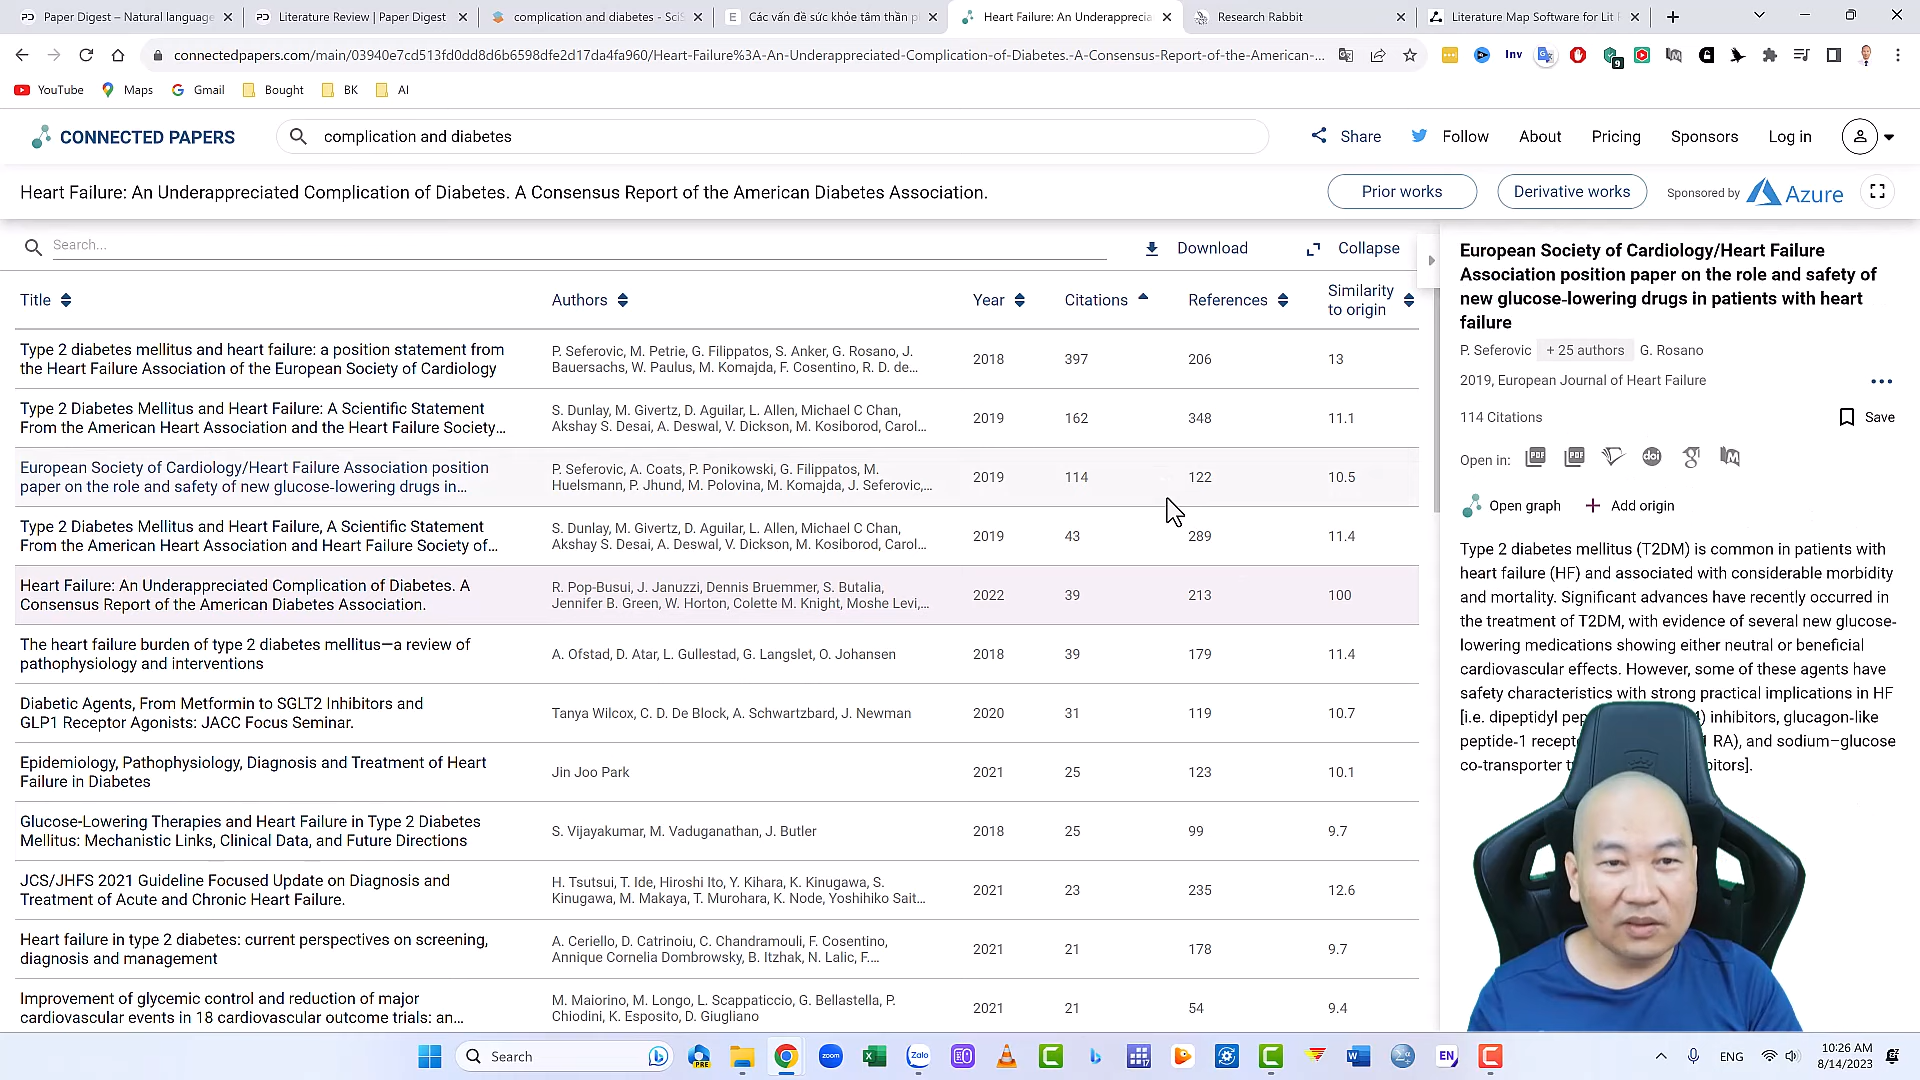 Paper Digest – Natural language
Literature Review | Paper Digest
complication and diabetes - SciS
Các vấn đề sức khỏe tâm thần p
Heart Failure: An Underapprecia
Research Rabbit
Literature Map Software for Lit
connectedpapers.com/main/03940e7cd513fd0dd8d6b6598dfe2d17da4fa960/Heart-Failure%3A-An-Underappreciated-Complication-of-Diabetes.-A-Consensus-Report-of-the-American-...
Inv
9
YouTube
Maps
Gmail
Bought
BK
AI
CONNECTED PAPERS
complication and diabetes
Share
Follow
About
Pricing
Sponsors
Log in
Heart Failure: An Underappreciated Complication of Diabetes. A Consensus Report of the American Diabetes Association.
Prior works
Derivative works
Sponsored by
Azure
Search...
Download
Collapse
Title
Authors
Year
Citations
References
Similarity
to origin
Type 2 diabetes mellitus and heart failure: a position statement from
the Heart Failure Association of the European Society of Cardiology
P. Seferovic, M. Petrie, G. Filippatos, S. Anker, G. Rosano, J.
Bauersachs, W. Paulus, M. Komajda, F. Cosentino, R. D. de...
2018
397
206
13
Type 2 Diabetes Mellitus and Heart Failure: A Scientific Statement
From the American Heart Association and the Heart Failure Society...
S. Dunlay, M. Givertz, D. Aguilar, L. Allen, Michael C Chan,
Akshay S. Desai, A. Deswal, V. Dickson, M. Kosiborod, Carol...
2019
162
348
11.1
European Society of Cardiology/Heart Failure Association position
paper on the role and safety of new glucose-lowering drugs in...
P. Seferovic, A. Coats, P. Ponikowski, G. Filippatos, M.
Huelsmann, P. Jhund, M. Polovina, M. Komajda, J. Seferovic,...
2019
114
122
10.5
Type 2 Diabetes Mellitus and Heart Failure, A Scientific Statement
From the American Heart Association and Heart Failure Society of...
S. Dunlay, M. Givertz, D. Aguilar, L. Allen, Michael C Chan,
Akshay S. Desai, A. Deswal, V. Dickson, M. Kosiborod, Carol...
2019
43
289
11.4
Heart Failure: An Underappreciated Complication of Diabetes. A
Consensus Report of the American Diabetes Association.
R. Pop-Busui, J. Januzzi, Dennis Bruemmer, S. Butalia,
Jennifer B. Green, W. Horton, Colette M. Knight, Moshe Levi,...
2022
39
213
100
The heart failure burden of type 2 diabetes mellitus—a review of
pathophysiology and interventions
A. Ofstad, D. Atar, L. Gullestad, G. Langslet, O. Johansen
2018
39
179
11.4
Diabetic Agents, From Metformin to SGLT2 Inhibitors and
GLP1 Receptor Agonists: JACC Focus Seminar.
Tanya Wilcox, C. D. De Block, A. Schwartzbard, J. Newman
2020
31
119
10.7
Epidemiology, Pathophysiology, Diagnosis and Treatment of Heart
Failure in Diabetes
Jin Joo Park
2021
25
123
10.1
Glucose-Lowering Therapies and Heart Failure in Type 2 Diabetes
Mellitus: Mechanistic Links, Clinical Data, and Future Directions
S. Vijayakumar, M. Vaduganathan, J. Butler
2018
25
99
9.7
JCS/JHFS 2021 Guideline Focused Update on Diagnosis and
Treatment of Acute and Chronic Heart Failure.
H. Tsutsui, T. Ide, Hiroshi Ito, Y. Kihara, K. Kinugawa, S.
Kinugawa, M. Makaya, T. Murohara, K. Node, Yoshihiko Sait...
2021
23
235
12.6
Heart failure in type 2 diabetes: current perspectives on screening,
diagnosis and management
A. Ceriello, D. Catrinoiu, C. Chandramouli, F. Cosentino,
Annique Cornelia Dombrowsky, B. Itzhak, N. Lalic, F....
2021
21
178
9.7
Improvement of glycemic control and reduction of major
cardiovascular events in 18 cardiovascular outcome trials: an...
M. Maiorino, M. Longo, L. Scappaticcio, G. Bellastella, P.
Chiodini, K. Esposito, D. Giugliano
2021
21
54
9.4
European Society of Cardiology/Heart Failure
Association position paper on the role and safety of
new glucose-lowering drugs in patients with heart
failure
P. Seferovic
+ 25 authors
G. Rosano
2019, European Journal of Heart Failure
114 Citations
Save
Open in:
PDF
PDF
doi
Open graph
Add origin
Type 2 diabetes mellitus (T2DM) is common in patients with
heart failure (HF) and associated with considerable morbidity
and mortality. Significant advances have recently occurred in
the treatment of T2DM, with evidence of several new glucose-
lowering medications showing either neutral or beneficial
cardiovascular effects. However, some of these agents have
safety characteristics with strong practical implications in HF
[i.e. dipeptidyl pep 4) inhibitors, glucagon-like
peptide-1 recept RA), and sodium–glucose
co-transporter t bitors].
Search
PRE
zoom
Zalo
EN
ENG
10:26 AM
8/14/2023